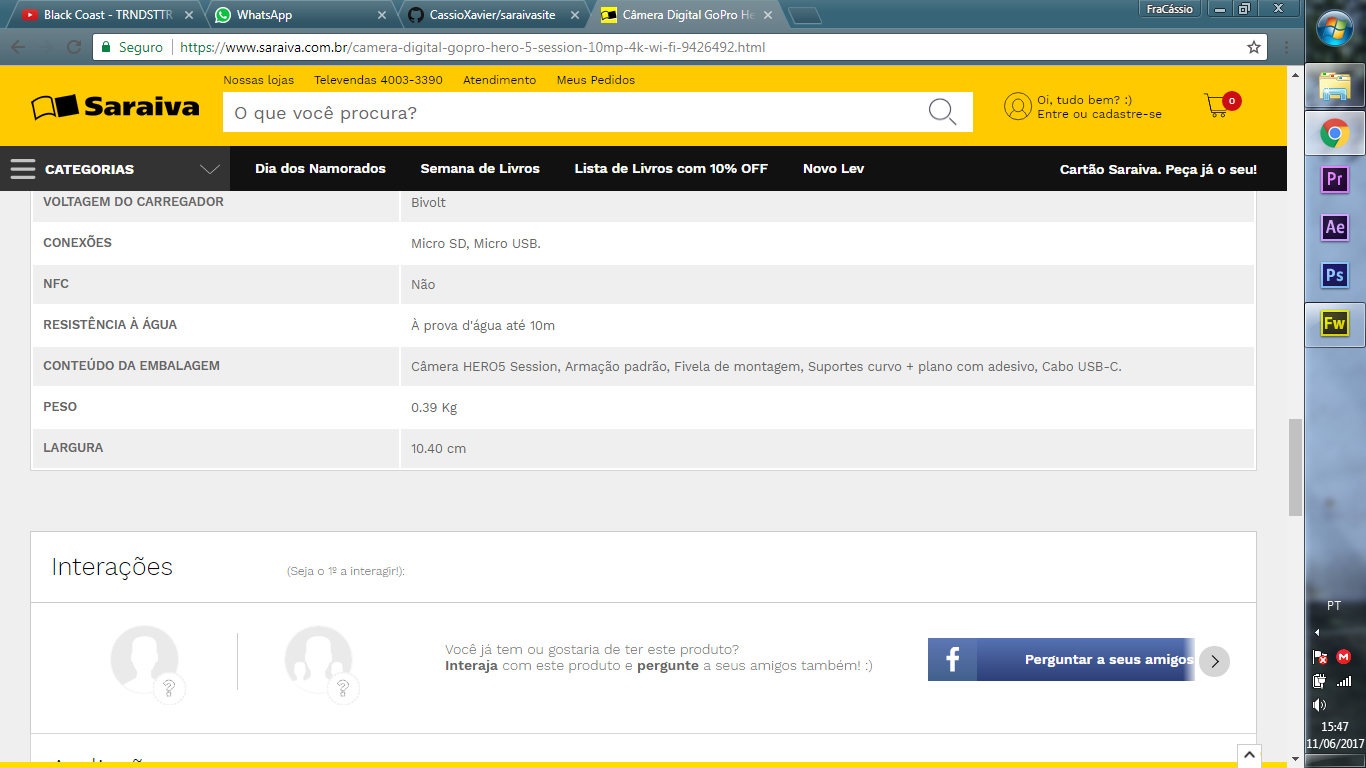 Black Coast - TRNDSTTR
WhatsApp
CassioXavier/saraivasite
Câmera Digital GoPro He
FraCássio
Seguro
https://www.saraiva.com.br/camera-digital-gopro-hero-5-session-10mp-4k-wi-fi-9426492.html
Nossas lojas Televendas 4003-3390 Atendimento Meus Pedidos
Saraiva
O que você procura?
Oi, tudo bem? :)
Entre ou cadastre-se
0
CATEGORIAS
Dia dos Namorados Semana de Livros Lista de Livros com 10% OFF Novo Lev
Cartão Saraiva. Peça já o seu!
VOLTAGEM DO CARREGADOR Bivolt
CONEXÕES Micro SD, Micro USB.
NFC Não
RESISTÊNCIA À ÁGUA À prova d'água até 10m
CONTEÚDO DA EMBALAGEM Câmera HERO5 Session, Armação padrão, Fivela de montagem, Suportes curvo + plano com adesivo, Cabo USB-C.
PESO 0.39 Kg
LARGURA 10.40 cm
Interações (Seja o 1º a interagir!):
?
?
Você já tem ou gostaria de ter este produto?
Interaja com este produto e pergunte a seus amigos também! :)
f Perguntar a seus amigos
Pr
Ae
Ps
Fw
PT
M
15:47
11/06/2017